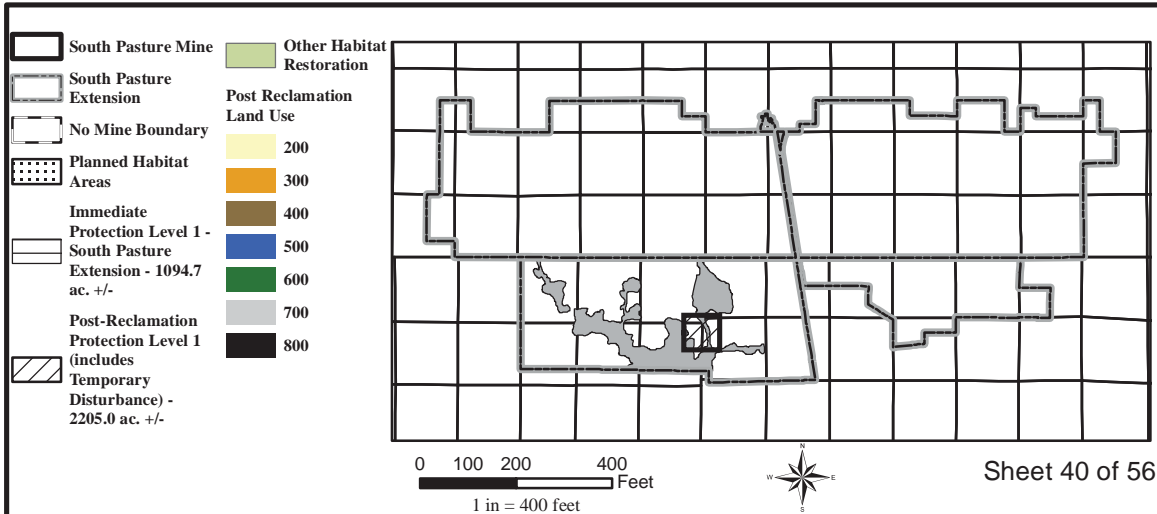 South Pasture Mine
South Pasture
Extension
No Mine Boundary
Planned Habitat
Areas
Immediate
Protection Level 1 -
South Pasture
Extension - 1094.7
ac. +/-
Post-Reclamation
Protection Level 1
(includes
Temporary
Disturbance) -
2205.0 ac. +/-
Other Habitat
Restoration
Post Reclamation
Land Use
200
300
400
500
600
700
800
0 100 200 400
Feet
1 in = 400 feet
N
W E
S
Sheet 40 of 56